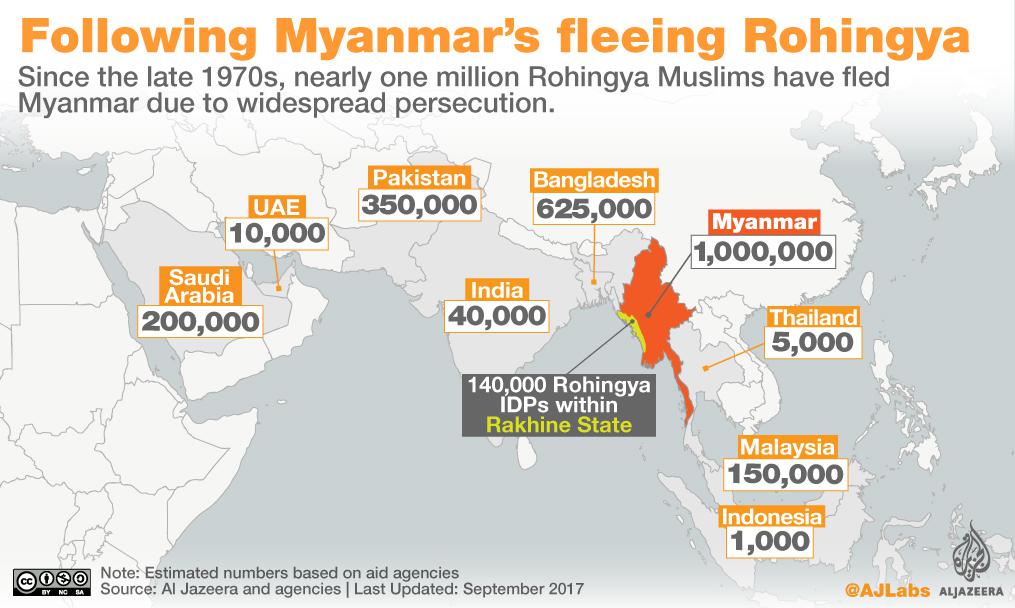 Following Myanmar's fleeing Rohingya
Since the late 1970s, nearly one million Rohingya Muslims have fled
Myanmar due to widespread persecution.
Pakistan
350,000
Bangladesh
625,000
UAE
10,000
Myanmar
1,000,000
Saudi
Arabia
200,000
India
40,000
Thailand
5,000
140,000 Rohingya
IDPs within
Rakhine State
Malaysia
150,000
Indonesia
1,000
cc
BY NC SA
Note: Estimated numbers based on aid agencies
Source: Al Jazeera and agencies | Last Updated: September 2017
@AJLabs
ALJAZEERA